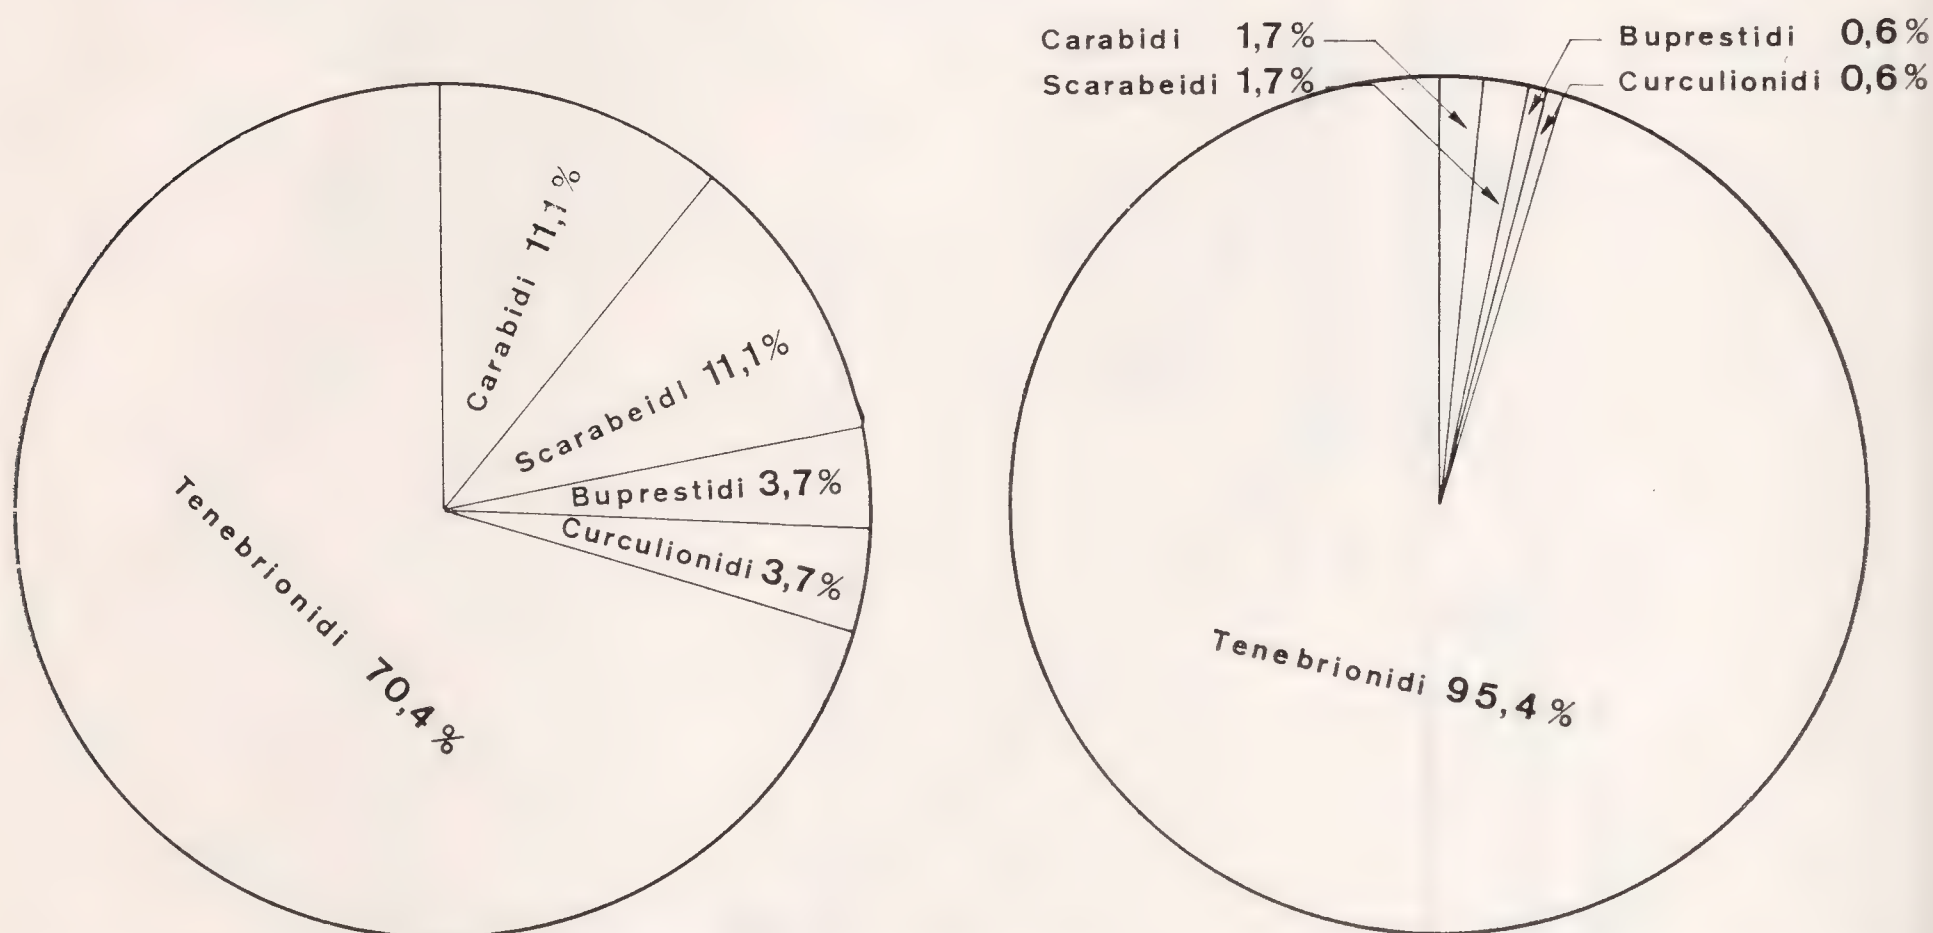 Carabidi 11,1%
Scarabeidi 11,1%
Buprestidi 3,7%
Curculionidi 3,7%
Tenebrionidi 70,4%
Carabidi 1,7%
Scarabeidi 1,7%
Buprestidi 0,6%
Curculionidi 0,6%
Tenebrionidi 95,4%